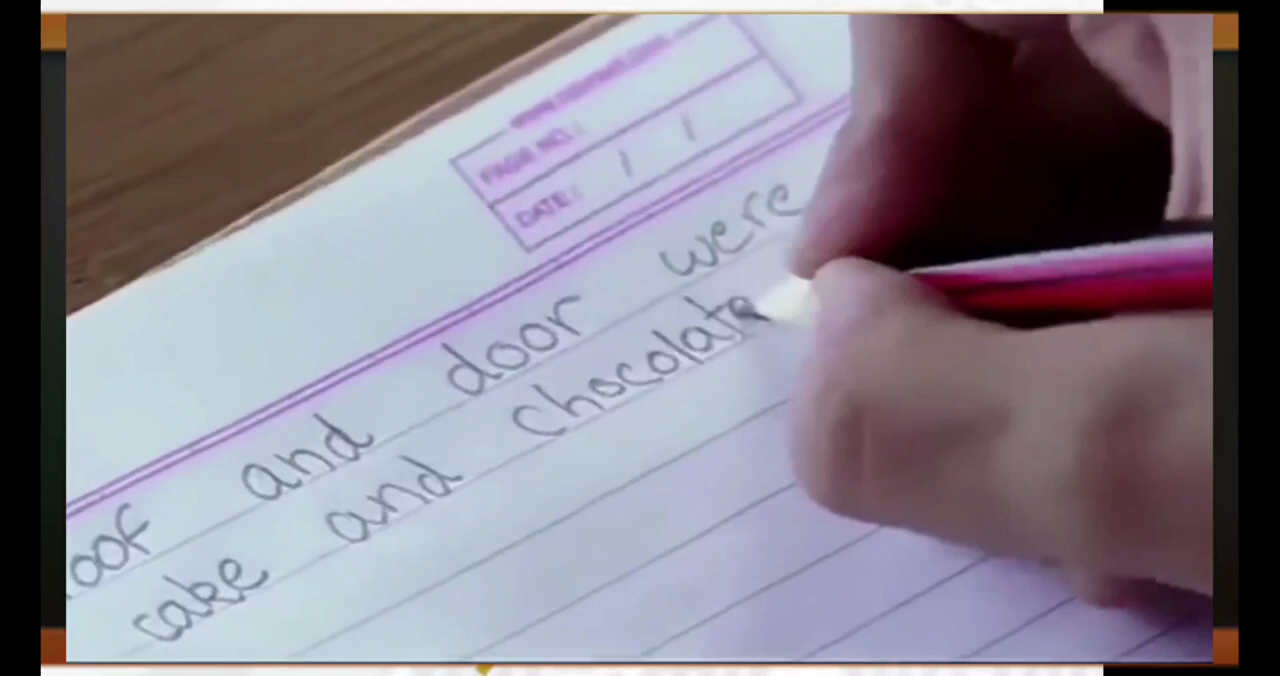 PAGE NO.:
DATE: / /
oof and door were
cake and chocolate